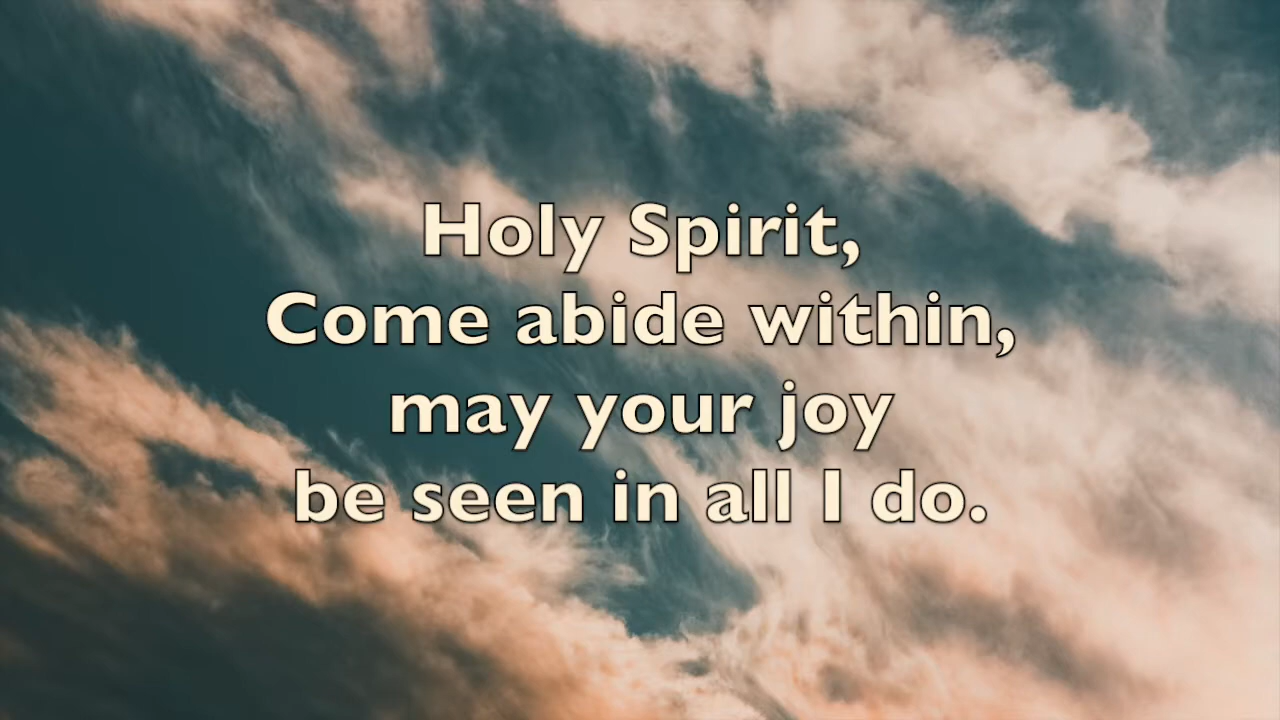 Holy Spirit,
Come abide within,
may your joy
be seen in all I do.